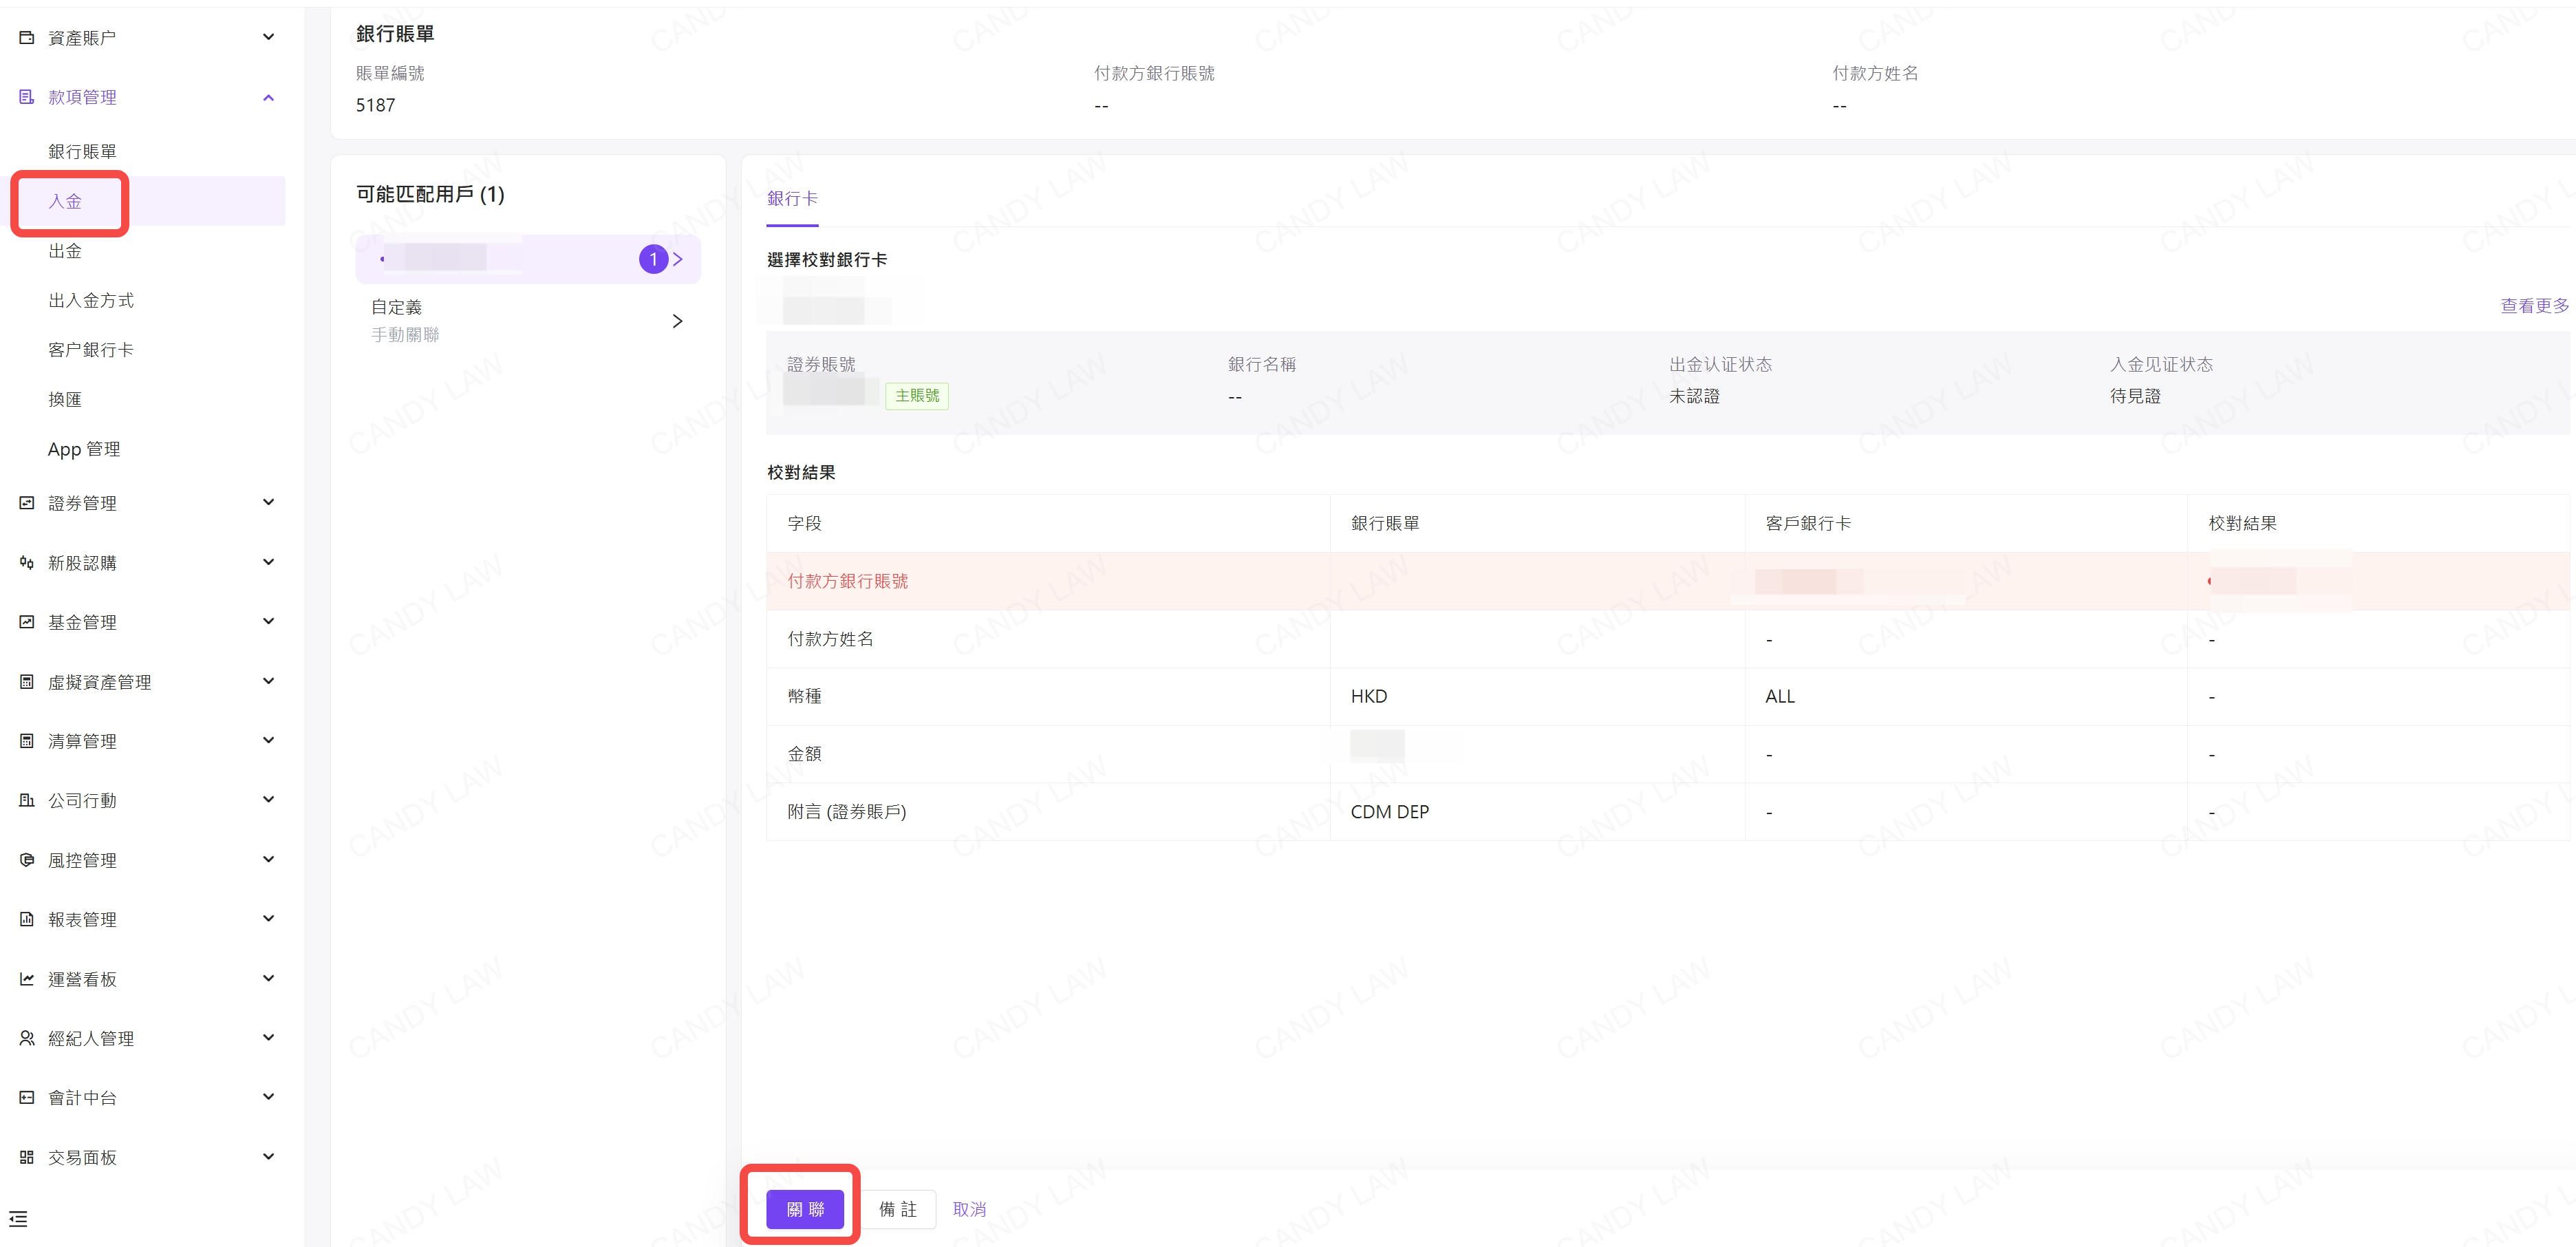 資產賬户
款項管理
銀行賬單
入金
出金
出入金方式
客户銀行卡
換匯
App 管理
證券管理
新股認購
基金管理
虛擬資產管理
清算管理
公司行動
風控管理
報表管理
運營看板
經紀人管理
會計中台
交易面板
銀行賬單
賬單編號 付款方銀行賬號 付款方姓名
5187 -- --
可能匹配用戶 (1)
1
自定義
手動關聯
銀行卡
選擇校對銀行卡
查看更多
證券賬號 銀行名稱 出金认证状态 入金见证状态
主賬號 -- 未認證 待見證
校對結果
字段 銀行賬單 客戶銀行卡 校對結果
付款方銀行賬號
付款方姓名 - -
幣種 HKD ALL -
金額 - -
附言 (證券賬戶) CDM DEP - -
關聯 備註 取消
CANDY LAW